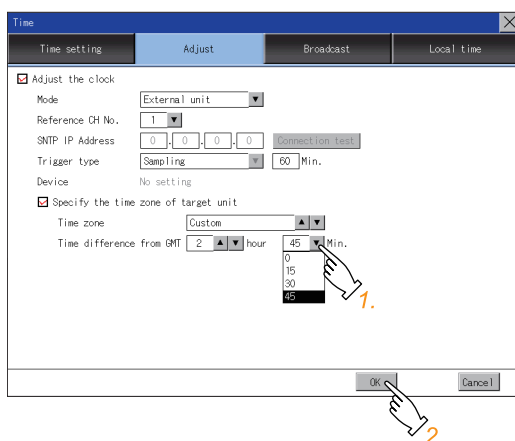 Time
Time setting Adjust Broadcast Local time
Adjust the clock
Mode External unit
Reference CH No. 1
SNTP IP Address 0 . 0 . 0 . 0 Connection test
Trigger type Sampling 60 Min.
Device No setting
Specify the time zone of target unit
Time zone Custom
Time difference from GMT 2 hour 45 Min.
0
15
30
45
1.
OK Cancel
2